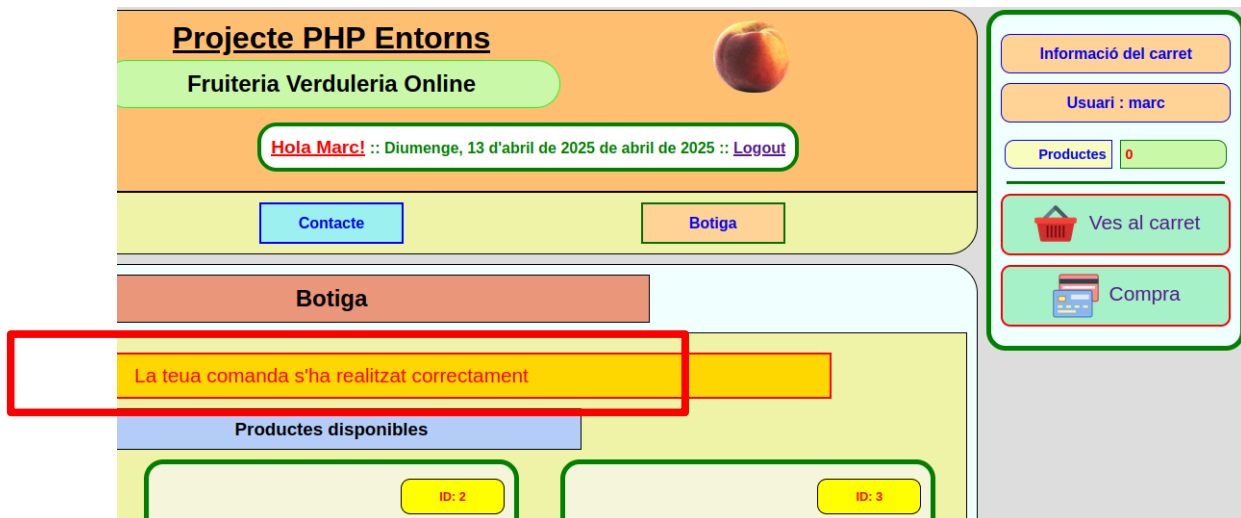 Projecte PHP Entorns
Fruiteria Verduleria Online
Hola Marc! :: Diumenge, 13 d'abril de 2025 de abril de 2025 :: Logout
Contacte
Botiga
Botiga
La teua comanda s'ha realitzat correctament
Productes disponibles
ID: 2
ID: 3
Informació del carret
Usuari : marc
Productes 0
Ves al carret
Compra